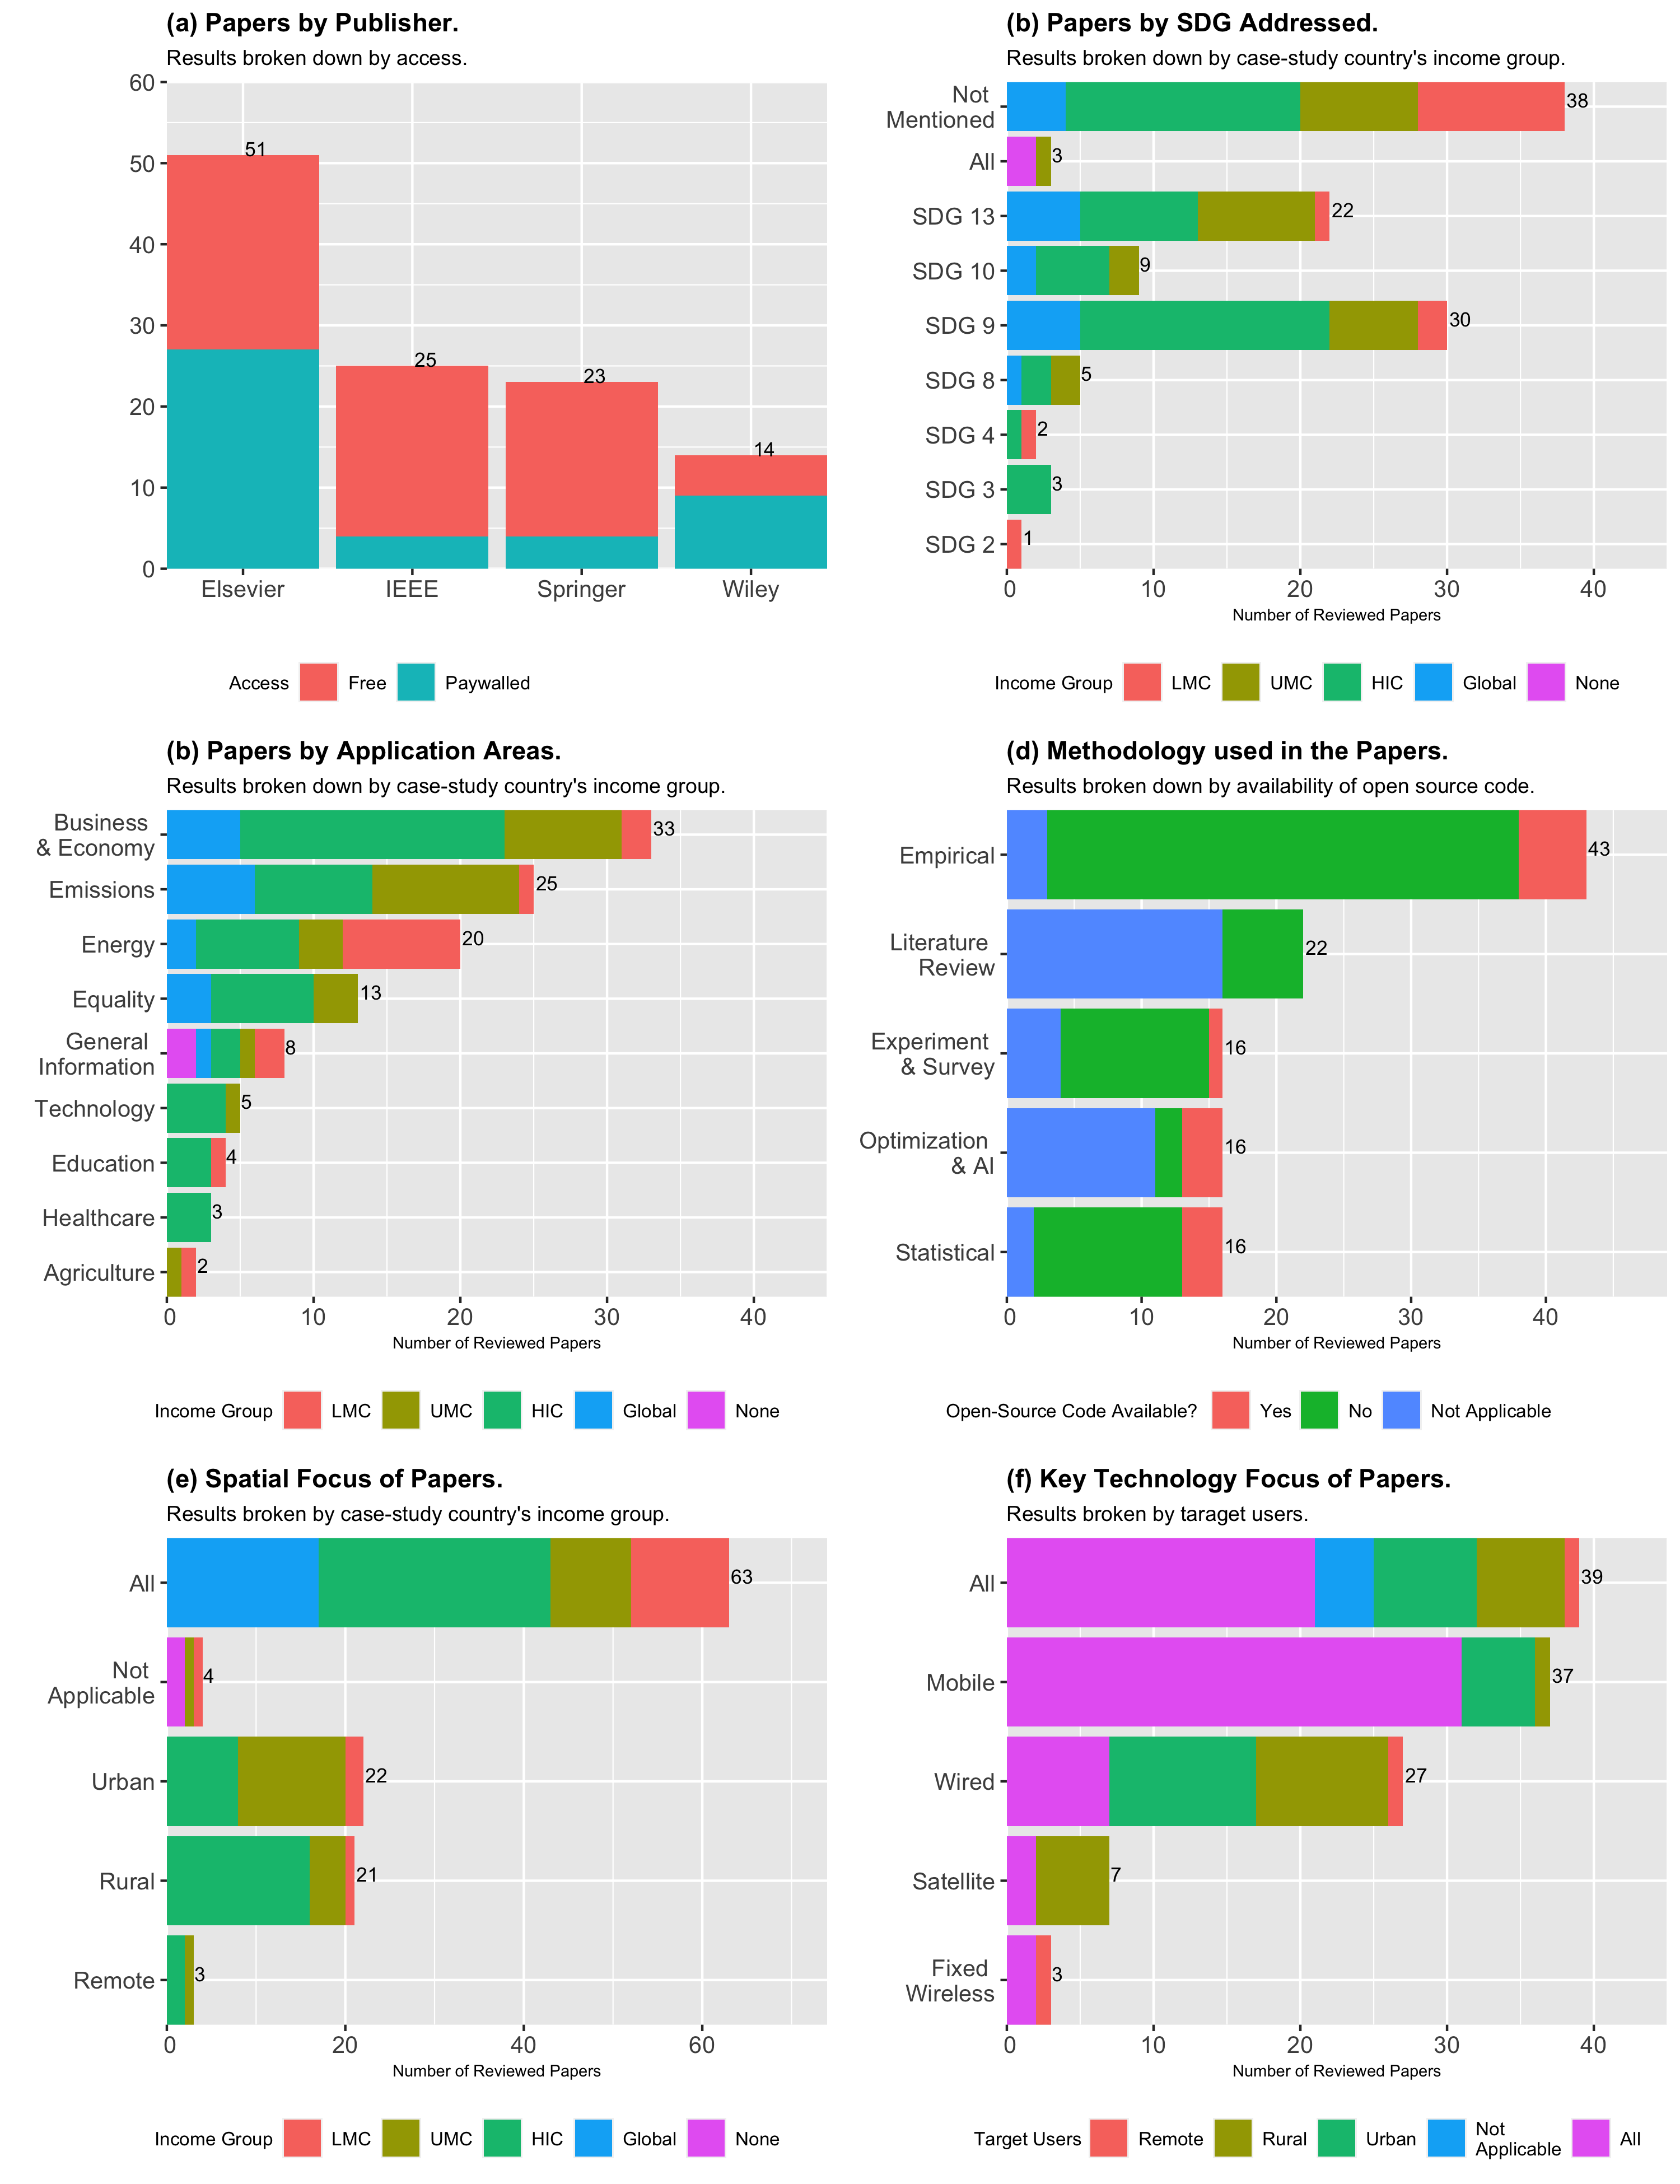 (a) Papers by Publisher.
Results broken down by access.
60
50
40
30
20
10
0
51
25
23
14
Elsevier IEEE Springer Wiley
Access Free Paywalled
(b) Papers by SDG Addressed.
Results broken down by case-study country's income group.
Not
Mentioned
38
All
3
SDG 13
22
SDG 10
9
SDG 9
30
SDG 8
5
SDG 4
2
SDG 3
3
SDG 2
1
0 10 20 30 40
Number of Reviewed Papers
Income Group LMC UMC HIC Global None
(b) Papers by Application Areas.
Results broken down by case-study country's income group.
Business
& Economy
33
Emissions
25
Energy
20
Equality
13
General
Information
8
Technology
5
Education
4
Healthcare
3
Agriculture
2
0 10 20 30 40
Number of Reviewed Papers
Income Group LMC UMC HIC Global None
(d) Methodology used in the Papers.
Results broken down by availability of open source code.
Empirical
43
Literature
Review
22
Experiment
& Survey
16
Optimization
& AI
16
Statistical
16
0 10 20 30 40
Number of Reviewed Papers
Open-Source Code Available? Yes No Not Applicable
(e) Spatial Focus of Papers.
Results broken by case-study country's income group.
All
63
Not
Applicable
4
Urban
22
Rural
21
Remote
3
0 20 40 60
Number of Reviewed Papers
Income Group LMC UMC HIC Global None
(f) Key Technology Focus of Papers.
Results broken by taraget users.
All
39
Mobile
37
Wired
27
Satellite
7
Fixed
Wireless
3
0 10 20 30 40
Number of Reviewed Papers
Target Users Remote Rural Urban Not
Applicable All